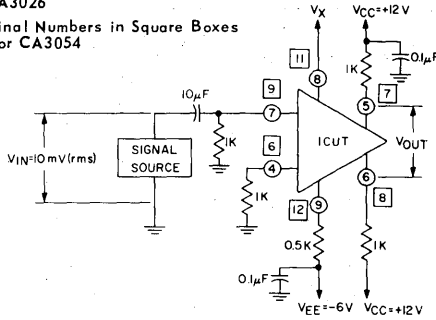 CA3026
inal Numbers in Square Boxes
or CA3054
VX
VCC=+12V
0.1µF
11
8
1K
10µF
9
7
5
7
1K
ICUT
VOUT
VIN=10mV(rms)
SIGNAL
SOURCE
6
4
6
8
1K
12
9
0.5K
1K
0.1µF
VEE=-6V
VCC=+12V